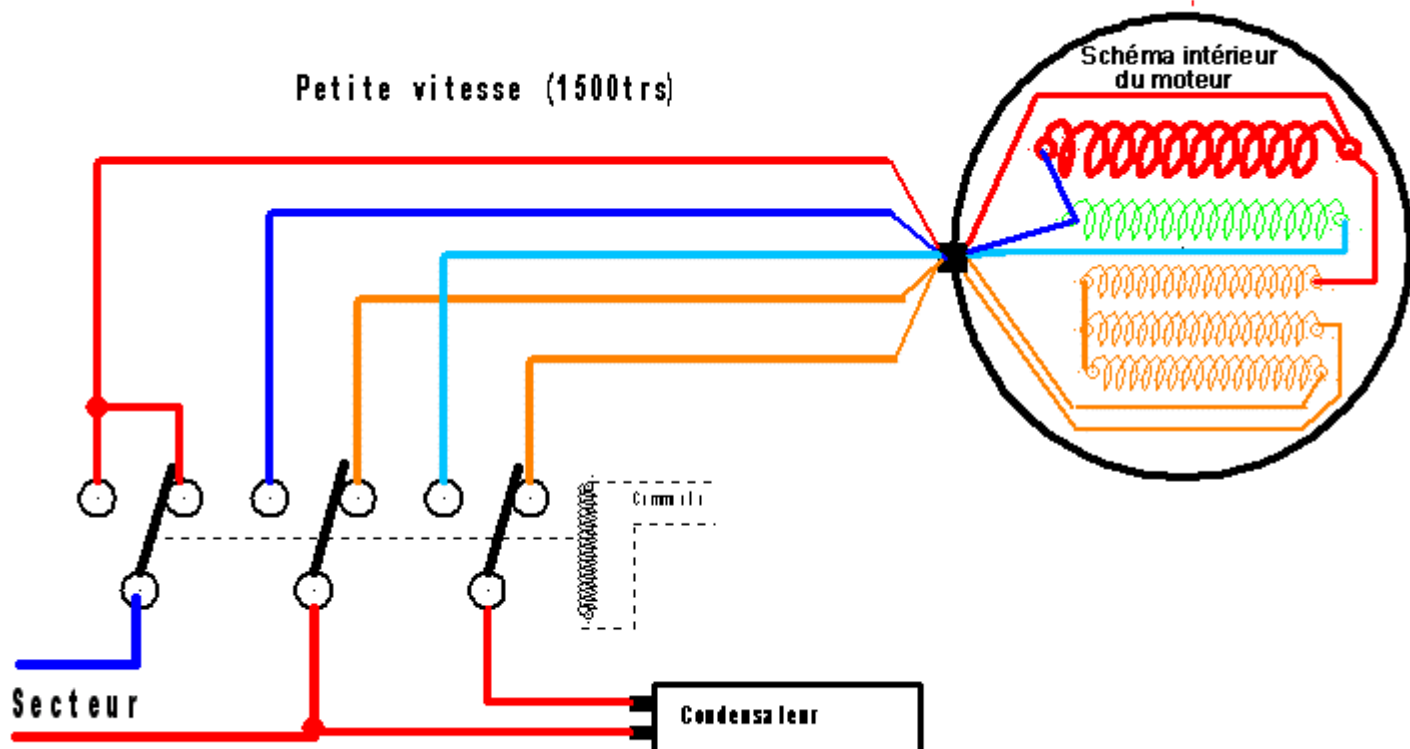 Schéma intérieur
du moteur
Petite vitesse (1500trs)
Secteur
Condensateur